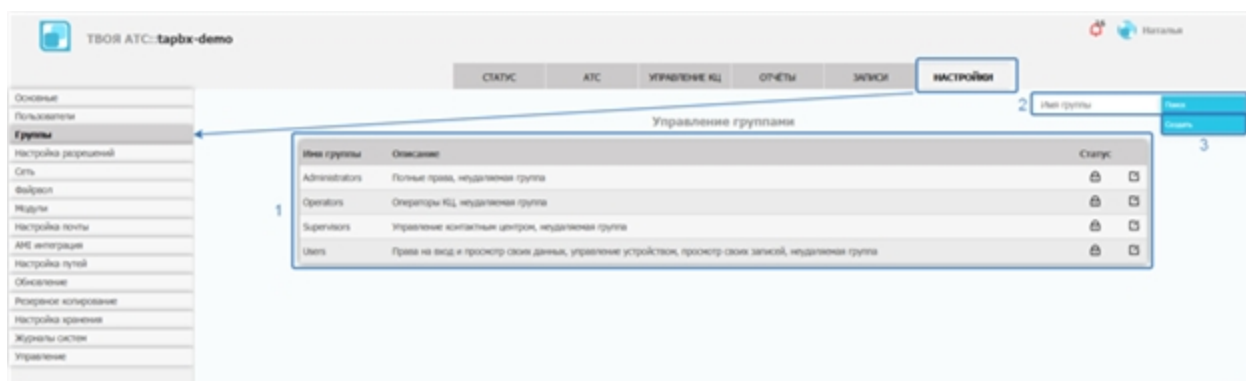 ТВОЯ АТС::tapbx-demo
Наталья
СТАТУС АТС УПРАВЛЕНИЕ КЦ ОТЧЁТЫ ЗАПИСИ НАСТРОЙКИ
Основные
Пользователи
Группы
Настройка разрешений
Сеть
Файрвол
Модули
Настройка почты
AMI интеграция
Настройка путей
Обновление
Резервное копирование
Настройка хранения
Журналы систем
Управление
2 Имя группы Поиск
Создать
3
Управление группами
1
Имя группы Описание Статус
Administrators Полные права, неудаляемая группа
Operators Операторы КЦ, неудаляемая группа
Supervisors Управление контактным центром, неудаляемая группа
Users Права на вход и просмотр своих данных, управление устройством, просмотр своих записей, неудаляемая группа